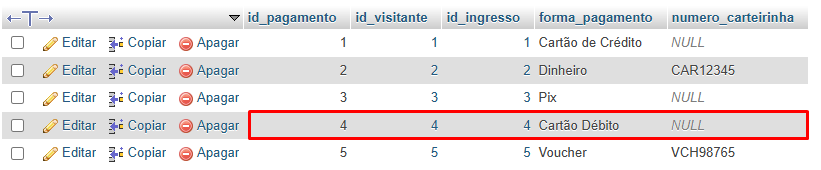 id_pagamento id_visitante id_ingresso forma_pagamento numero_carteirinha
Editar Copiar Apagar 1 1 1 Cartão de Crédito NULL
Editar Copiar Apagar 2 2 2 Dinheiro CAR12345
Editar Copiar Apagar 3 3 3 Pix NULL
Editar Copiar Apagar 4 4 4 Cartão Débito NULL
Editar Copiar Apagar 5 5 5 Voucher VCH98765